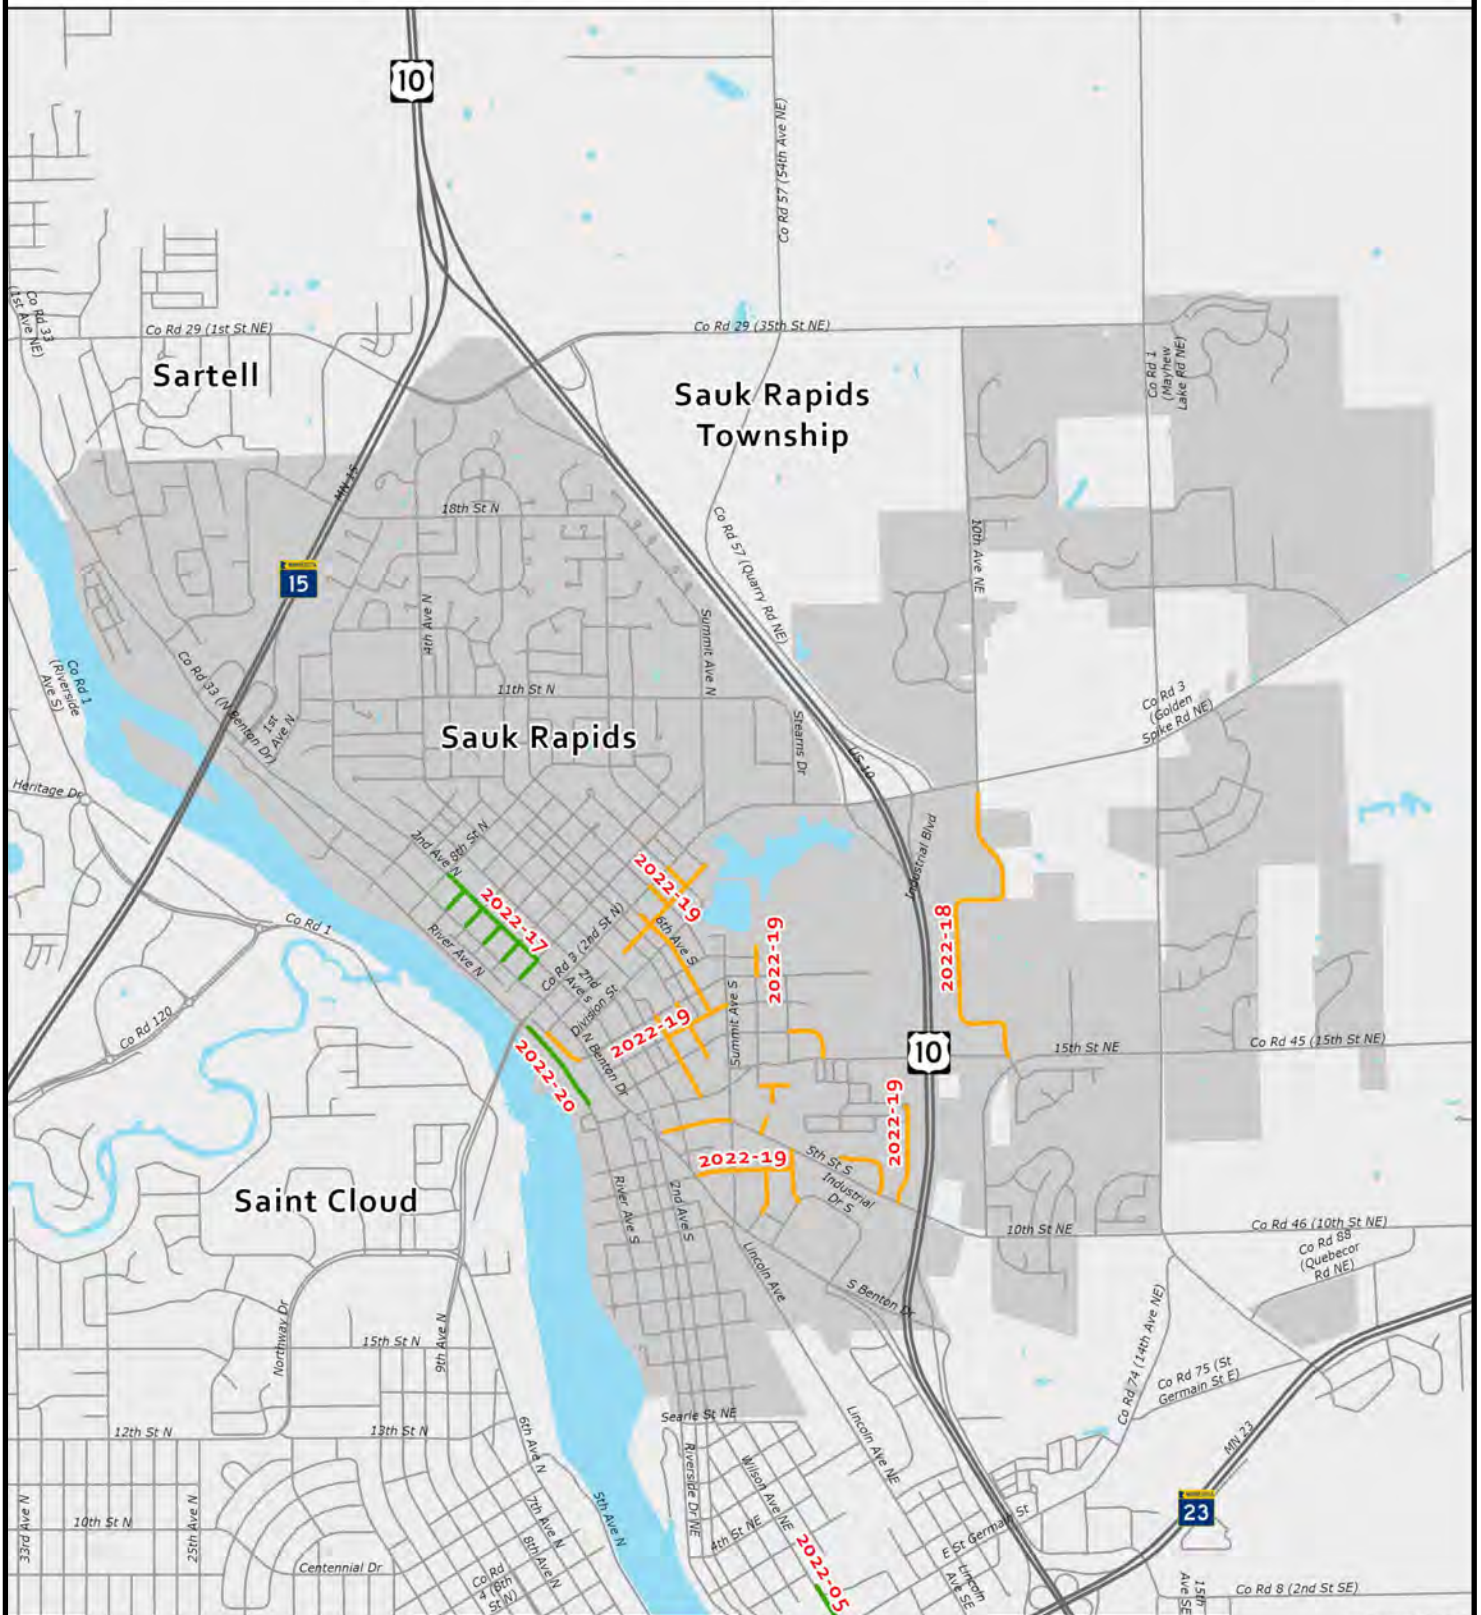 10
Co Rd 57 (54th Ave NE)
Co Rd 33
(1st Ave NE)
Co Rd 29 (1st St NE)
Co Rd 29 (35th St NE)
Sartell
Co Rd 1
(Mayhew
Lake Rd NE)
Sauk Rapids
Township
MN 15
18th St N
Co Rd 57 (Quarry Rd NE)
10th Ave NE
MINNESOTA
15
4th Ave N
Summit Ave N
Co Rd 1
(Riverside
Ave S)
Co Rd 33 (N Benton Dr)
1st
Ave N
11th St N
Co Rd 3
(Golden
Spike Rd NE)
Sauk Rapids
Stearns Dr
US 10
Heritage Dr
Industrial Blvd
2nd Ave N
8th St N
2022-19
2022-17
6th Ave S
2022-19
2022-18
Co Rd 1
River Ave N
Co Rd 3 (2nd St N)
2nd
Ave S
Division St
Co Rd 120
2022-19
Summit Ave S
N Benton Dr
2022-20
10
15th St NE
Co Rd 45 (15th St NE)
2022-19
2022-19
5th St S
Industrial
Dr S
Saint Cloud
River Ave S
2nd Ave S
10th St NE
Co Rd 46 (10th St NE)
Co Rd 88
(Quebecor
Rd NE)
Lincoln Ave
S Benton Dr
Northway Dr
15th St N
9th Ave N
Co Rd 74 (14th Ave NE)
Co Rd 75 (St
Germain St E)
Searle St NE
12th St N
13th St N
6th Ave N
Lincoln Ave NE
MN 23
Riverside Dr NE
Wilson Ave NE
33rd Ave N
10th St N
25th Ave N
7th Ave N
5th Ave N
4th St NE
E St Germain St
MINNESOTA
23
8th Ave N
Centennial Dr
Co Rd
4 (8th
St N)
2022-05
Lincoln
Ave SE
15th
Ave SE
Co Rd 8 (2nd St SE)